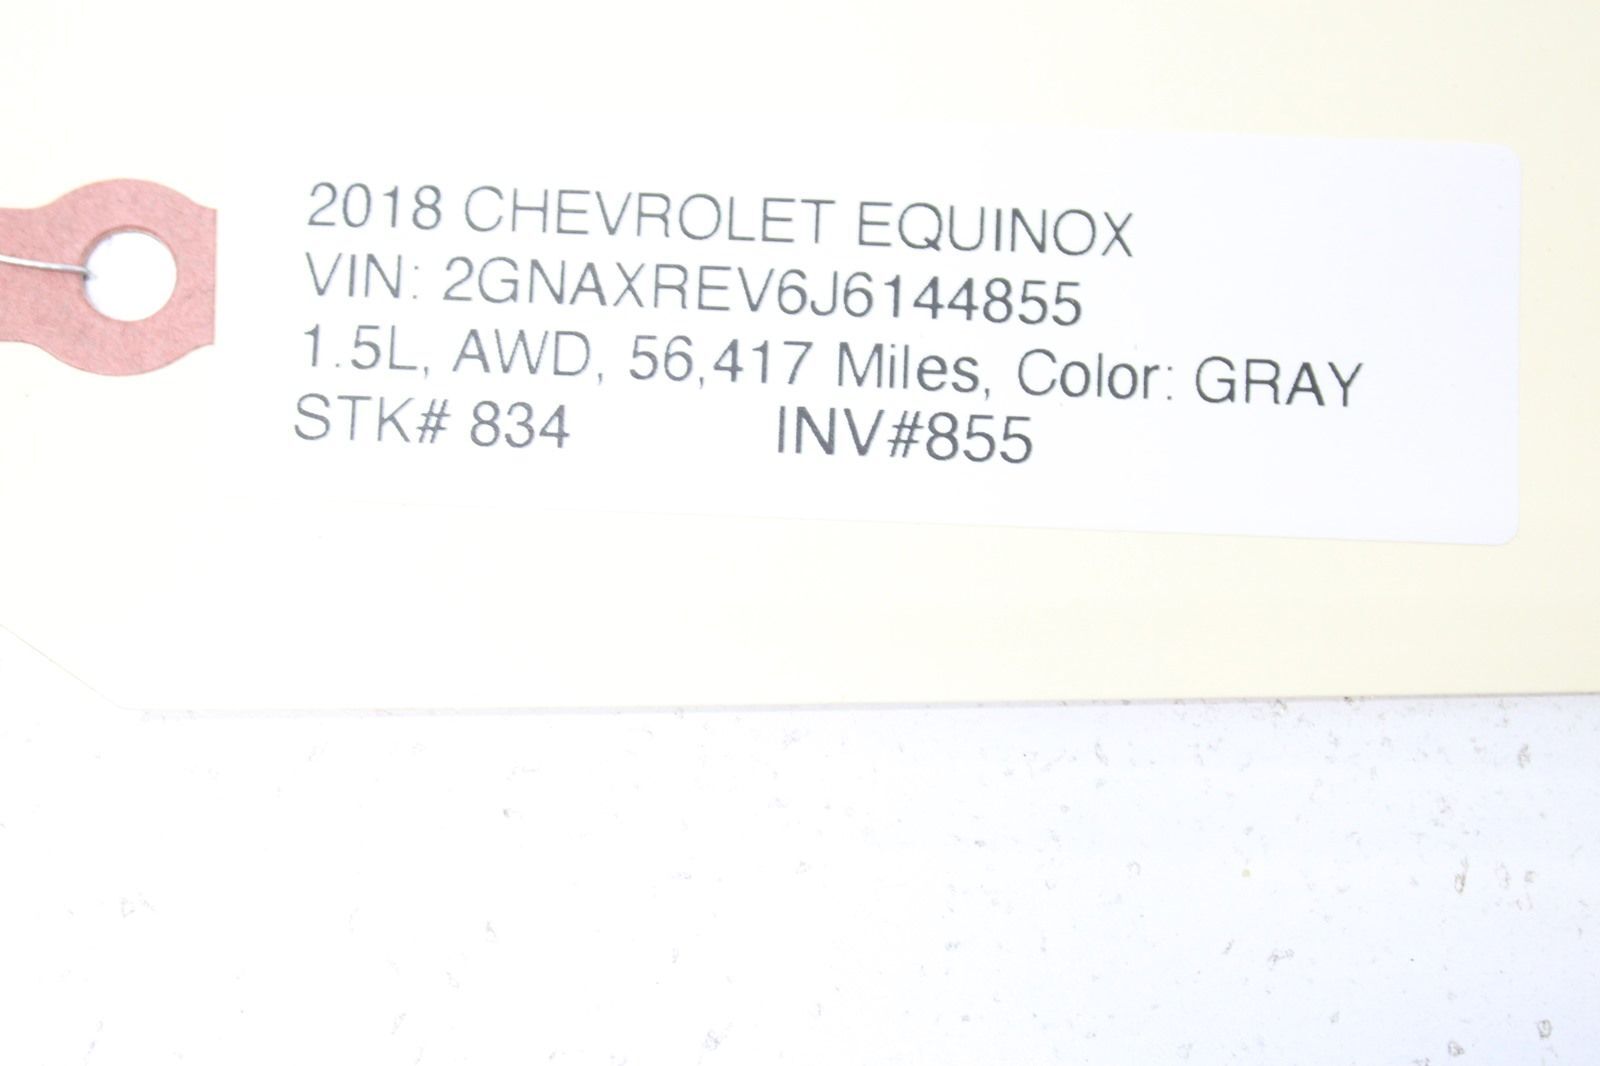 2018 CHEVROLET EQUINOX
VIN: 2GNAXREV6J6144855
1.5L, AWD, 56,417 Miles, Color: GRAY
STK# 834 INV#855